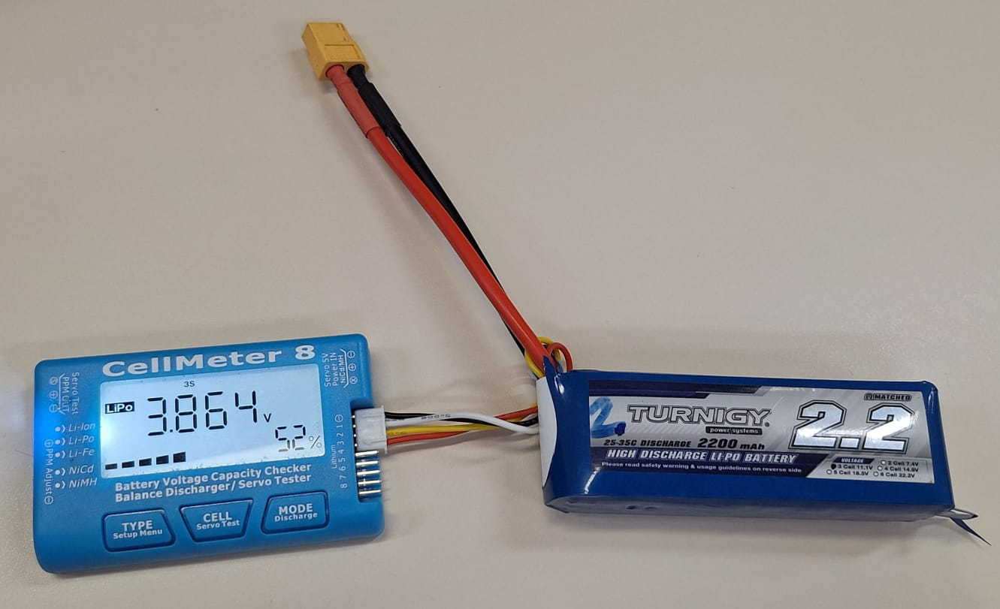 CellMeter 8
3S
LiPo
3.864 V
52 %
Battery Voltage Capacity Checker
Balance Discharger/ Servo Tester
TYPE
Setup Menu
CELL
Servo Test
MODE
Discharge
Servo Test
PPM OUT
Li-Ion
Li-Po
Li-Fe
NiCd
NiMH
PPM Adjust
Servo 5V
Power IN
NiCd/MH
Lithium
8 7 6 5 4 3 2 1
2.
TURNIGY®
power systems
MATCHED
2.2
25-35C DISCHARGE 2200 mAh
HIGH DISCHARGE LI-PO BATTERY
Please read safety warning & usage guidelines on reverse side
VOLTAGE
2 Cell 7.4V
3 Cell 11.1V
4 Cell 14.8V
5 Cell 18.5V
6 Cell 22.2V